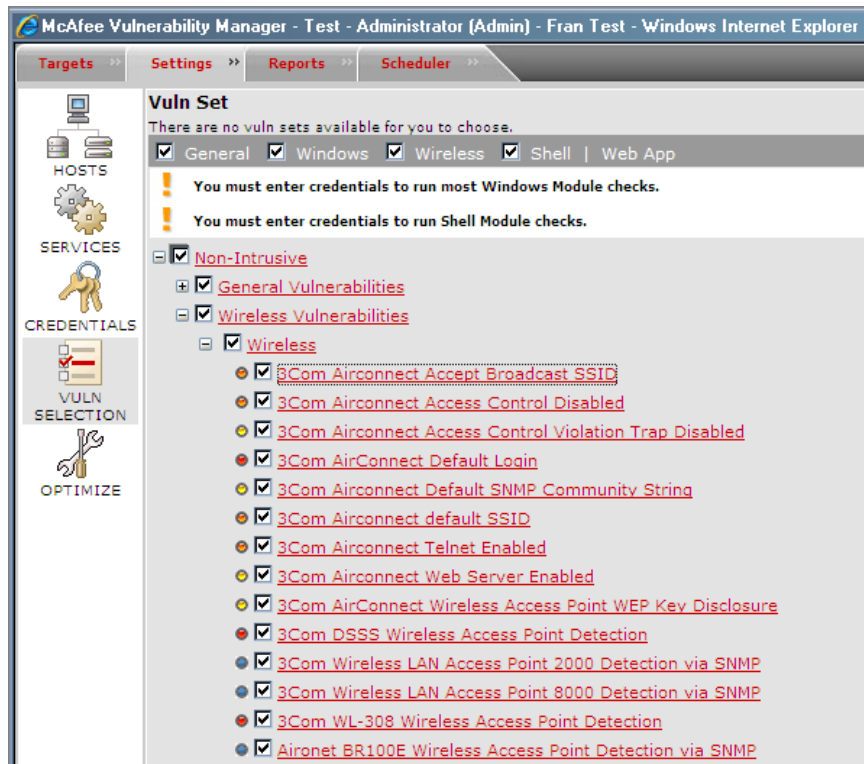 McAfee Vulnerability Manager - Test - Administrator (Admin) - Fran Test - Windows Internet Explorer
Targets » Settings » Reports » Scheduler »
HOSTS
SERVICES
CREDENTIALS
VULN
SELECTION
OPTIMIZE
Vuln Set
There are no vuln sets available for you to choose.
General Windows Wireless Shell | Web App
! You must enter credentials to run most Windows Module checks.
! You must enter credentials to run Shell Module checks.
Non-Intrusive
General Vulnerabilities
Wireless Vulnerabilities
Wireless
3Com Airconnect Accept Broadcast SSID
3Com Airconnect Access Control Disabled
3Com Airconnect Access Control Violation Trap Disabled
3Com AirConnect Default Login
3Com Airconnect Default SNMP Community String
3Com Airconnect default SSID
3Com Airconnect Telnet Enabled
3Com Airconnect Web Server Enabled
3Com AirConnect Wireless Access Point WEP Key Disclosure
3Com DSSS Wireless Access Point Detection
3Com Wireless LAN Access Point 2000 Detection via SNMP
3Com Wireless LAN Access Point 8000 Detection via SNMP
3Com WL-308 Wireless Access Point Detection
Aironet BR100E Wireless Access Point Detection via SNMP